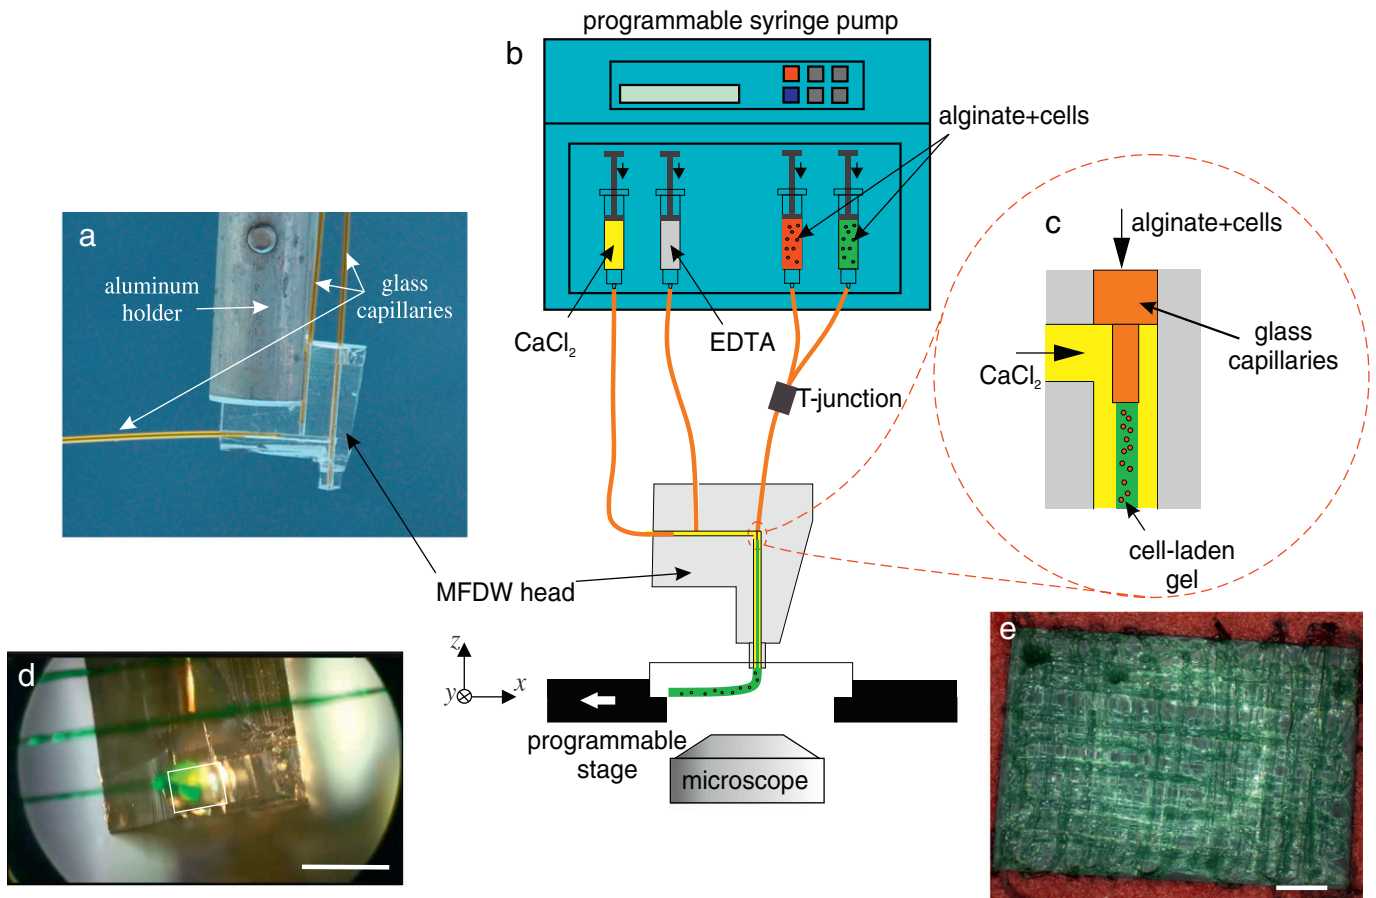 programmable syringe pump
b
alginate+cells
CaCl₂
EDTA
T-junction
a
aluminum
holder
glass
capillaries
c
alginate+cells
glass
capillaries
CaCl₂
cell-laden
gel
MFDW head
z
y
x
programmable
stage
microscope
d
e